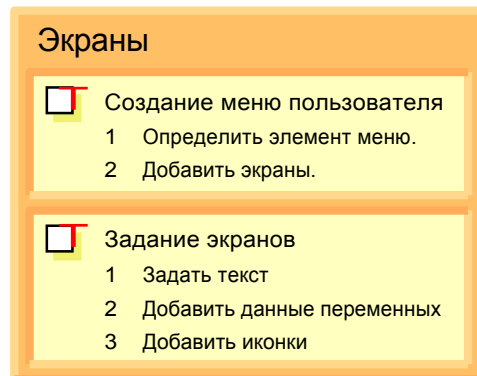 Экраны
Создание меню пользователя
1 Определить элемент меню.
2 Добавить экраны.
Задание экранов
1 Задать текст
2 Добавить данные переменных
3 Добавить иконки